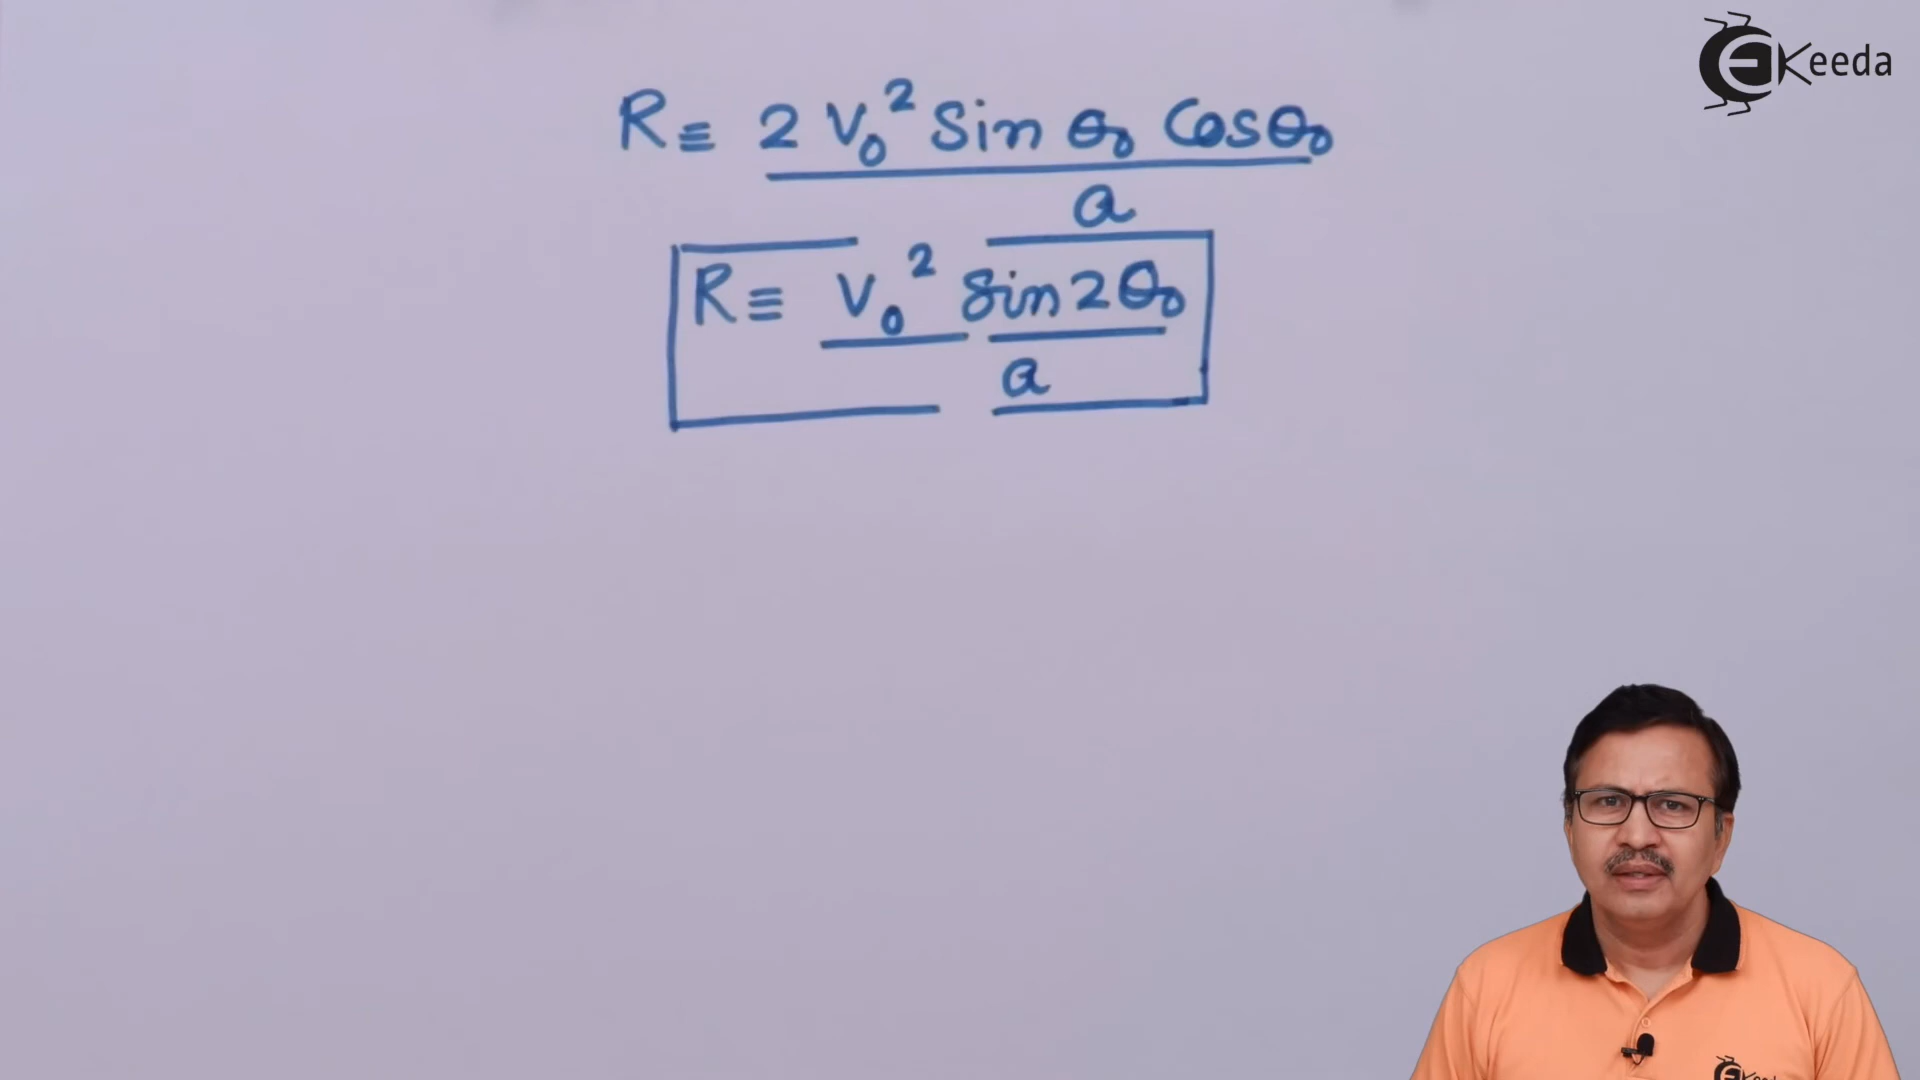 Ekeeda
R ≡ 2 V₀² Sin θ₀ Cos θ₀
a
R ≡ V₀² Sin 2θ₀
a